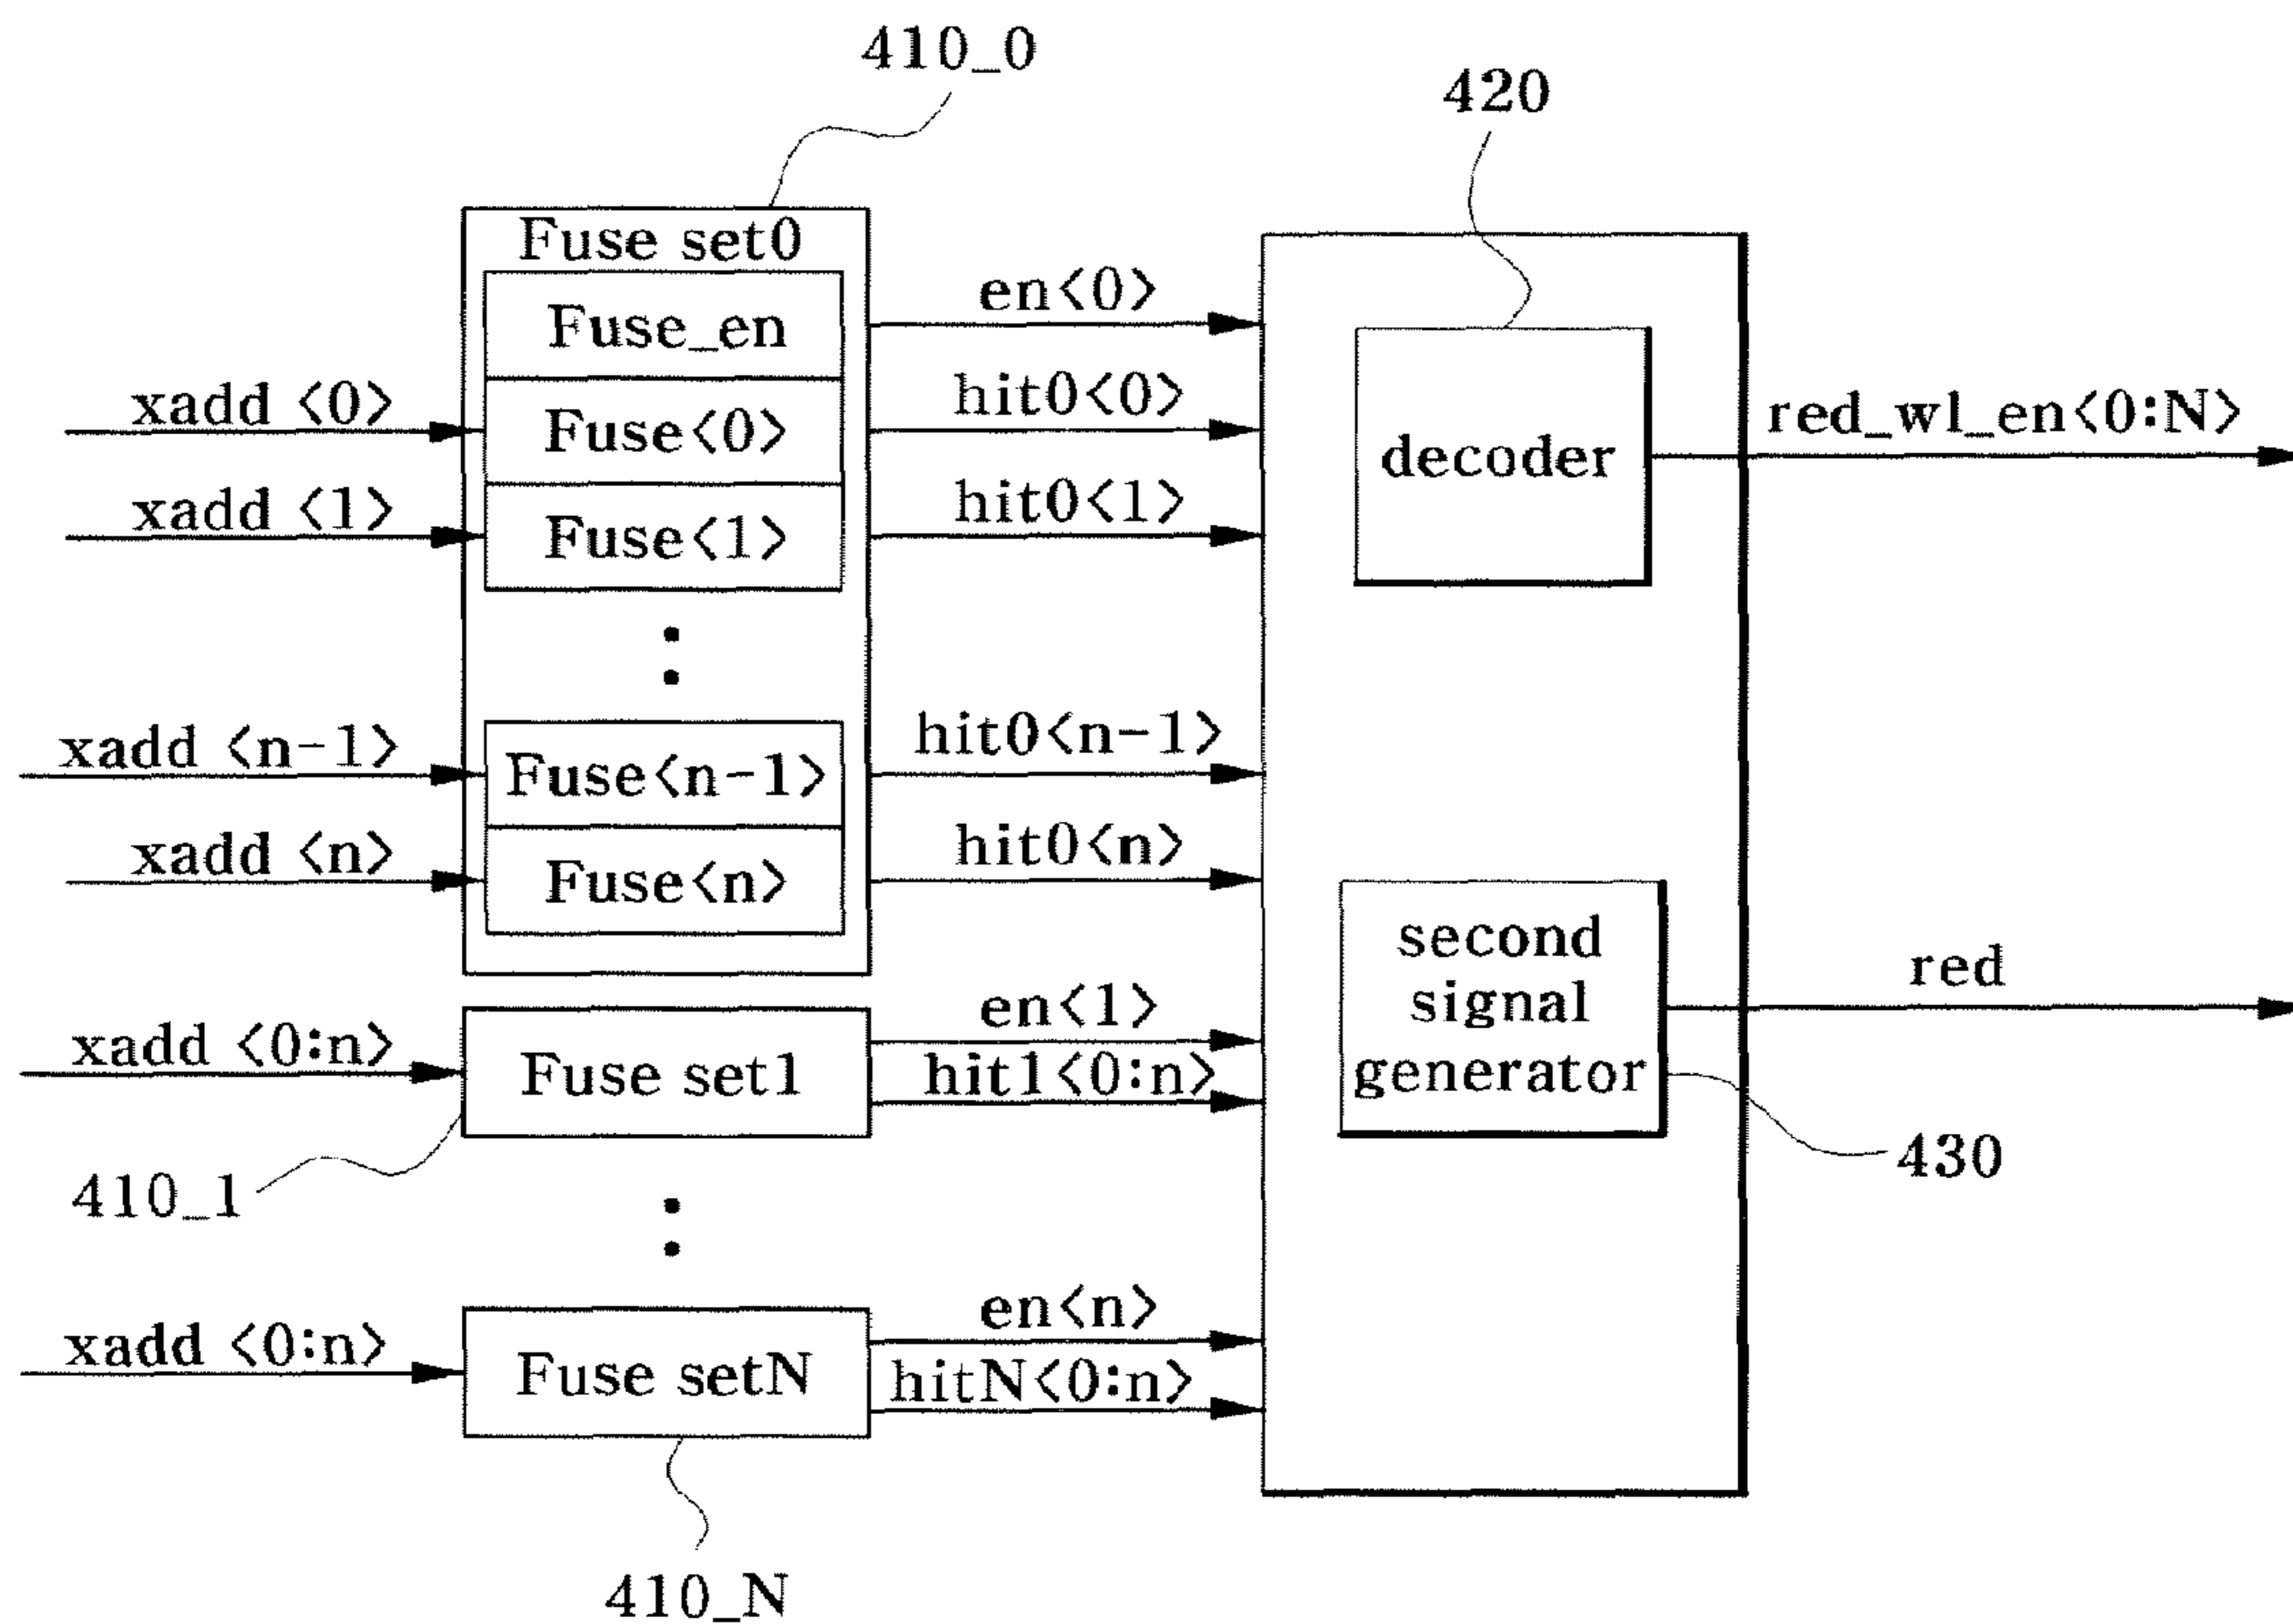 410_0
420
Fuse set0
Fuse_en
en<0>
xadd <0>
Fuse<0>
hit0<0>
decoder
red_wl_en<0:N>
xadd <1>
Fuse<1>
hit0<1>
xadd <n-1>
Fuse<n-1>
hit0<n-1>
xadd <n>
Fuse<n>
hit0<n>
second
signal
generator
red
430
xadd <0:n>
Fuse set1
en<1>
hit1<0:n>
410_1
xadd <0:n>
Fuse setN
en<n>
hitN<0:n>
410_N